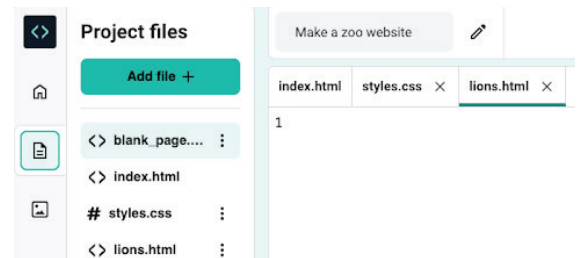 Project files
Add file +
blank_page....
index.html
# styles.css
lions.html
Make a zoo website
index.html styles.css × lions.html ×
1